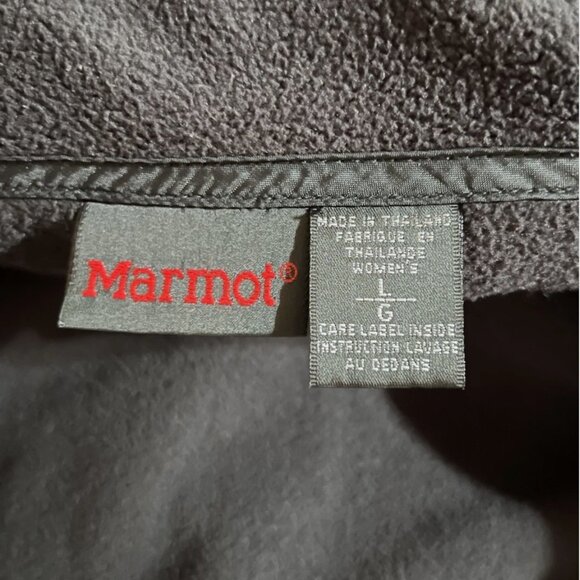 Marmot®
MADE IN THAILAND
FABRIQUE EN
THAILANDE
WOMEN'S
L
G
CARE LABEL INSIDE
INSTRUCTION LAVAGE
AU DEDANS